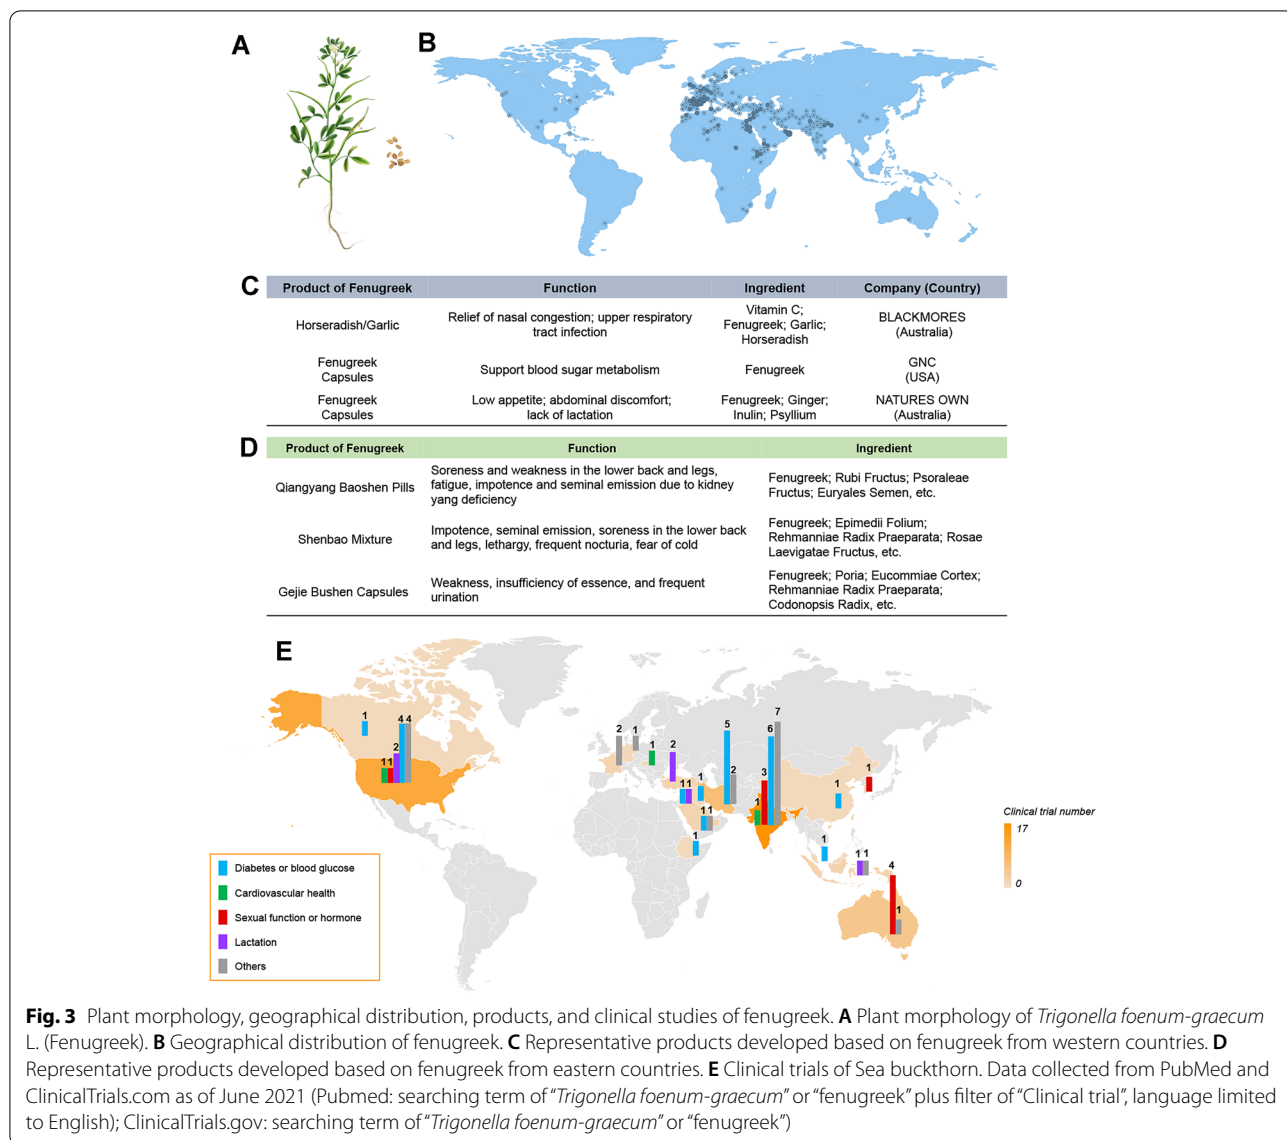 A
B
C
Product of Fenugreek Function Ingredient Company (Country)
Horseradish/Garlic
Relief of nasal congestion; upper respiratory
tract infection
Vitamin C;
Fenugreek; Garlic;
Horseradish
BLACKMORES
(Australia)
Fenugreek
Capsules
Support blood sugar metabolism
Fenugreek
GNC
(USA)
Fenugreek
Capsules
Low appetite; abdominal discomfort;
lack of lactation
Fenugreek; Ginger;
Inulin; Psyllium
NATURES OWN
(Australia)
D
Product of Fenugreek Function Ingredient
Qiangyang Baoshen Pills
Soreness and weakness in the lower back and legs,
fatigue, impotence and seminal emission due to kidney
yang deficiency
Fenugreek; Rubi Fructus; Psoraleae
Fructus; Euryales Semen, etc.
Shenbao Mixture
Impotence, seminal emission, soreness in the lower back
and legs, lethargy, frequent nocturia, fear of cold
Fenugreek; Epimedii Folium;
Rehmanniae Radix Praeparata; Rosae
Laevigatae Fructus, etc.
Gejie Bushen Capsules
Weakness, insufficiency of essence, and frequent
urination
Fenugreek; Poria; Eucommiae Cortex;
Rehmanniae Radix Praeparata;
Codonopsis Radix, etc.
E
1
1 1 2 4 4
2
1
1
2
1 1
1
1 1
1
5 2
1 3 6 7
1
1
1
1 1
4 1
Clinical trial number
17
0
Diabetes or blood glucose
Cardiovascular health
Sexual function or hormone
Lactation
Others
Fig. 3 Plant morphology, geographical distribution, products, and clinical studies of fenugreek. A Plant morphology of Trigonella foenum-graecum
L. (Fenugreek). B Geographical distribution of fenugreek. C Representative products developed based on fenugreek from western countries. D
Representative products developed based on fenugreek from eastern countries. E Clinical trials of Sea buckthorn. Data collected from PubMed and
ClinicalTrials.com as of June 2021 (Pubmed: searching term of “Trigonella foenum-graecum” or “fenugreek” plus filter of “Clinical trial”, language limited
to English); ClinicalTrials.gov: searching term of “Trigonella foenum-graecum” or “fenugreek”)